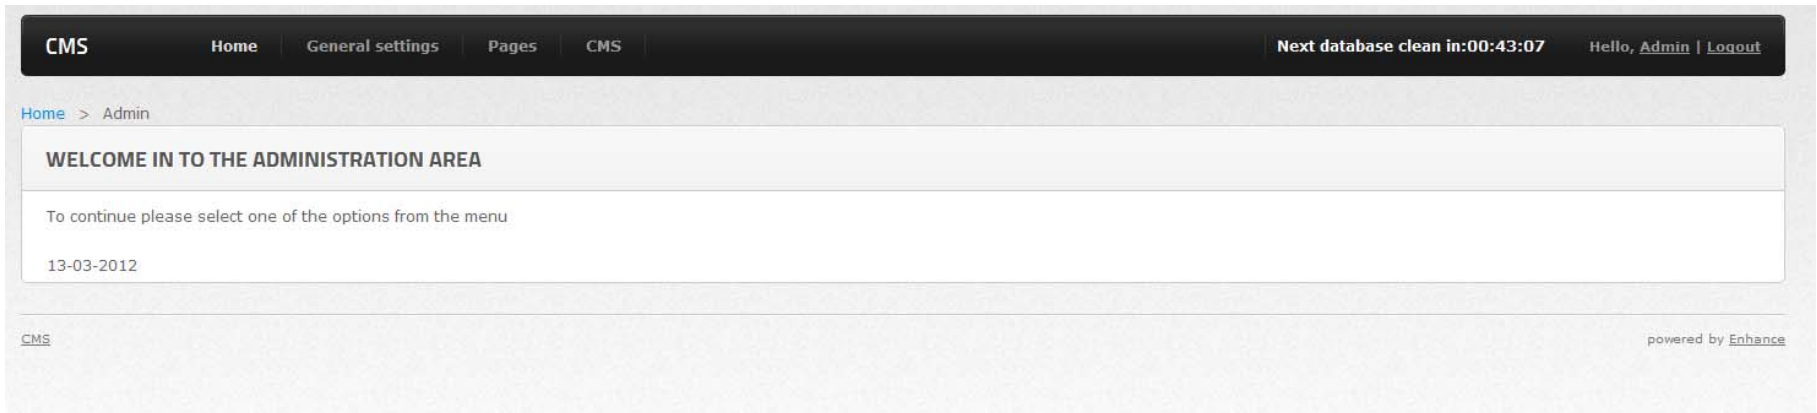 CMS Home General settings Pages CMS Next database clean in:00:43:07 Hello, Admin | Logout
Home > Admin
WELCOME IN TO THE ADMINISTRATION AREA
To continue please select one of the options from the menu
13-03-2012
CMS powered by Enhance